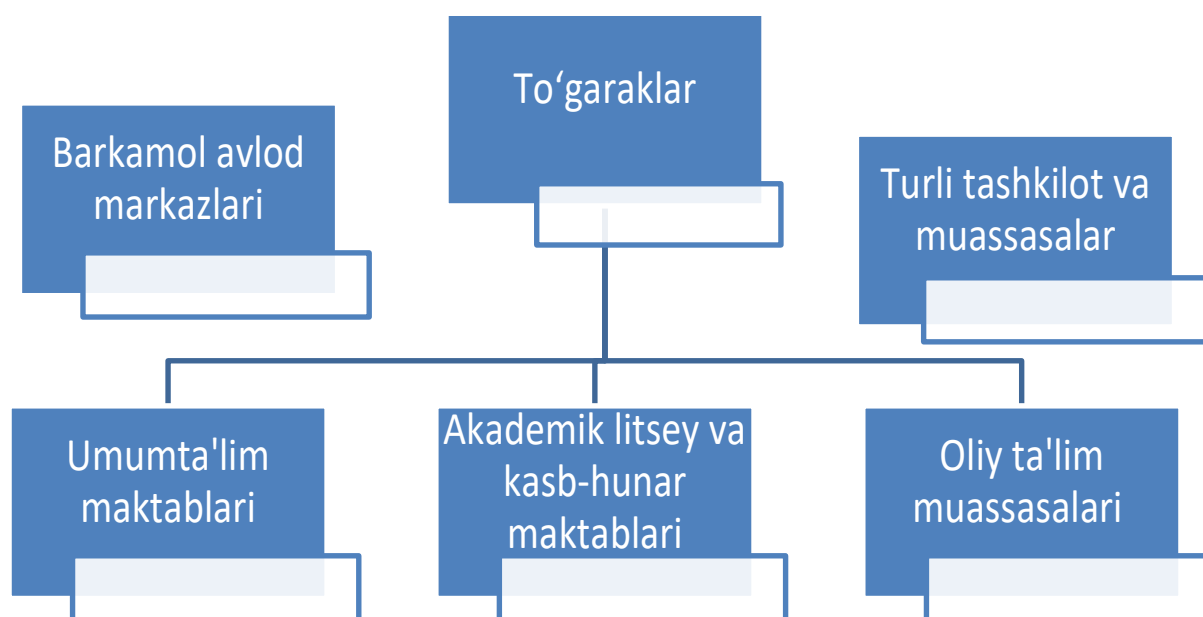 To‘garaklar
Barkamol avlod
markazlari
Turli tashkilot va
muassasalar
Umumta'lim
maktablari
Akademik litsey va
kasb-hunar
maktablari
Oliy ta'lim
muassasalari